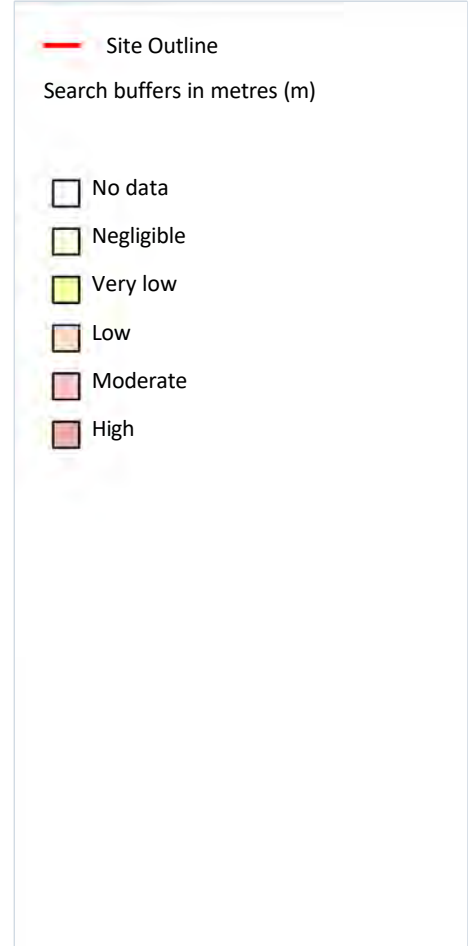 Site Outline
Search buffers in metres (m)
No data
Negligible
Very low
Low
Moderate
High